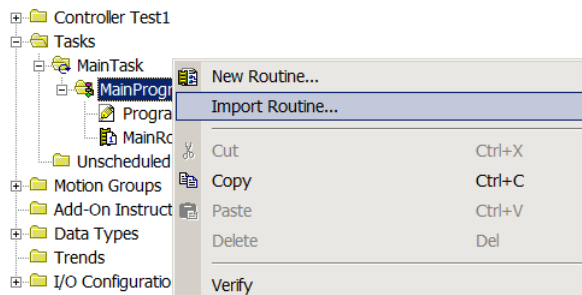 Controller Test1
Tasks
MainTask
MainProgr
Progra
MainRo
Unscheduled
Motion Groups
Add-On Instruct
Data Types
Trends
I/O Configuratio
New Routine...
Import Routine...
Cut Ctrl+X
Copy Ctrl+C
Paste Ctrl+V
Delete Del
Verify